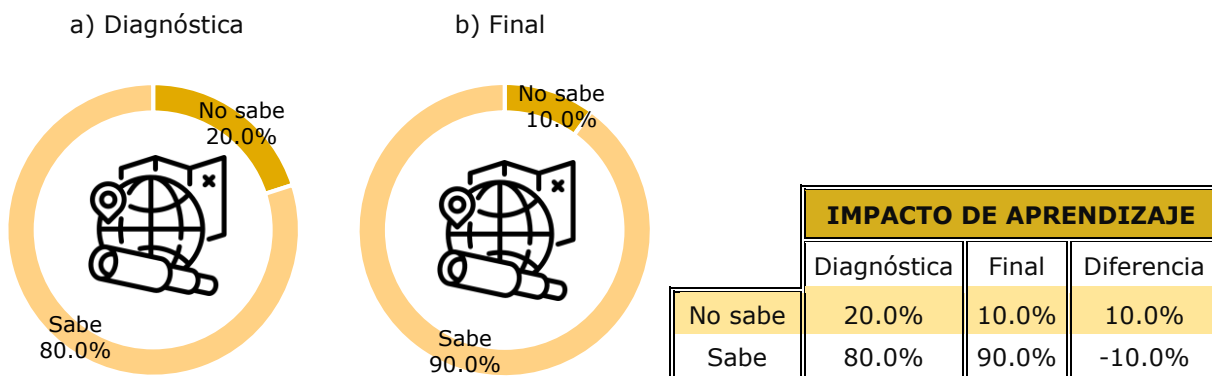 a) Diagnóstica
b) Final
No sabe
20.0%
Sabe
80.0%
No sabe
10.0%
Sabe
90.0%
IMPACTO DE APRENDIZAJE
Diagnóstica Final Diferencia
No sabe 20.0% 10.0% 10.0%
Sabe 80.0% 90.0% -10.0%